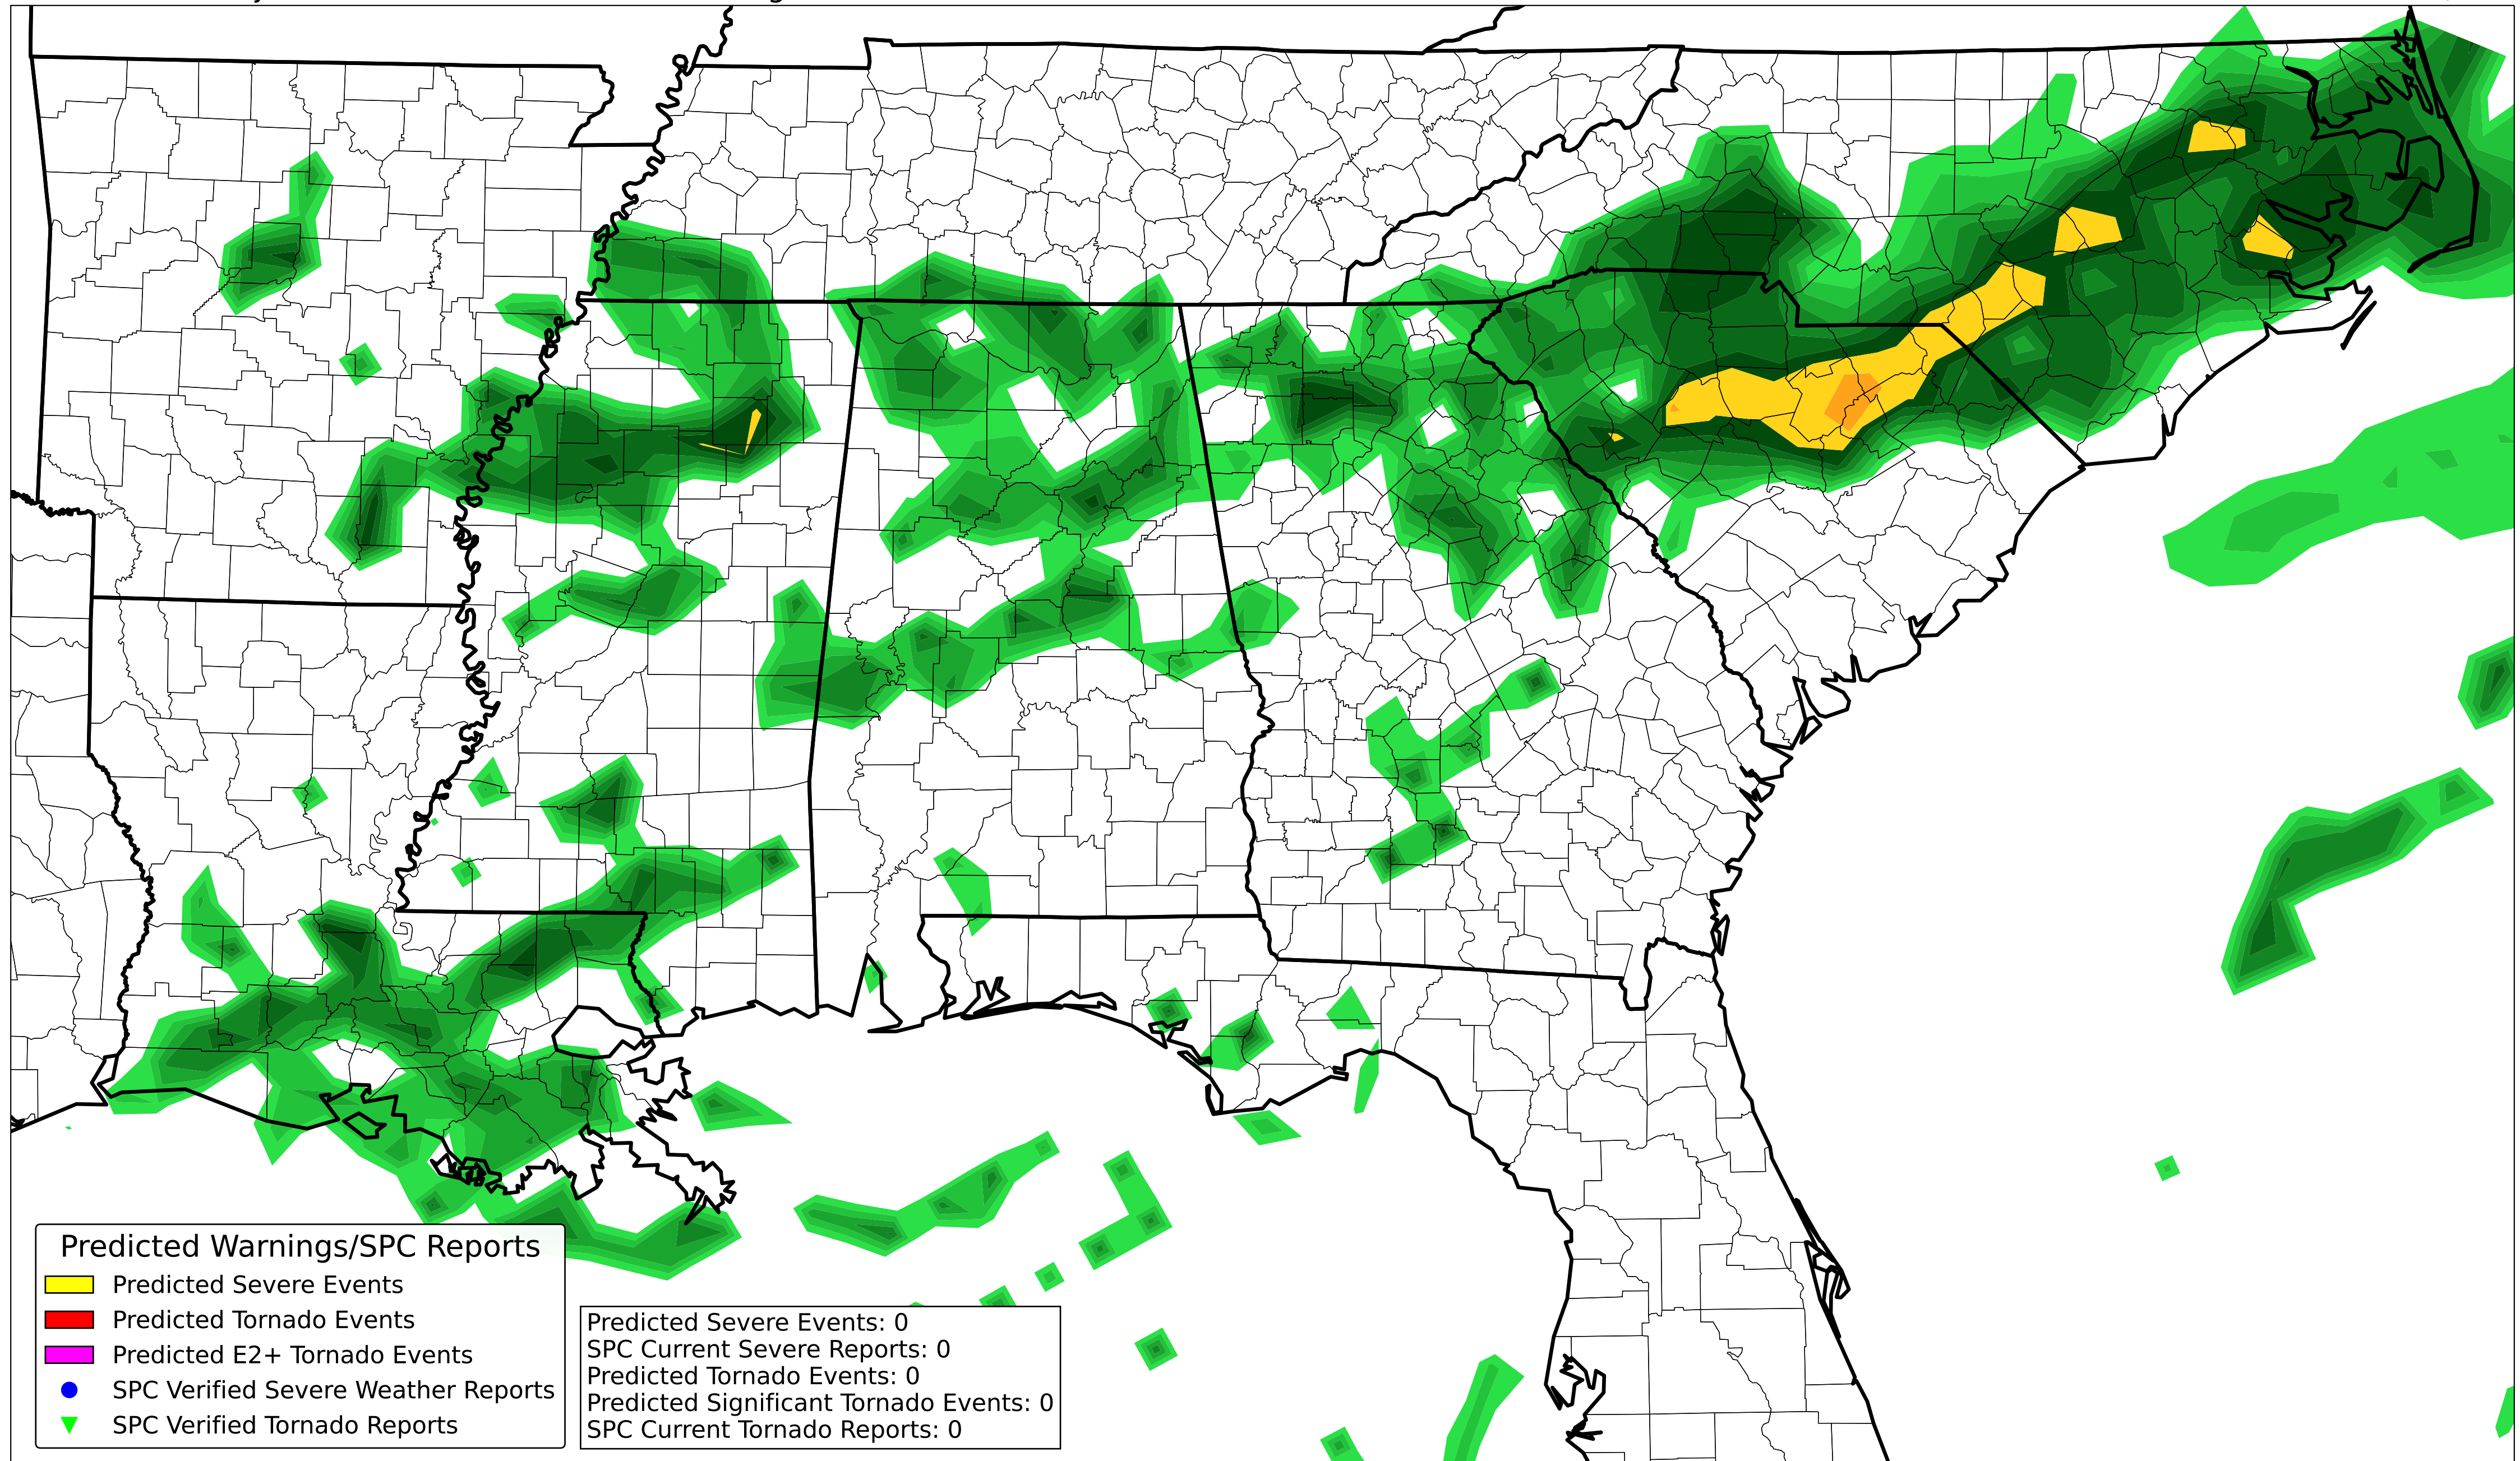 Predicted Warnings/SPC Reports
Predicted Severe Events
Predicted Tornado Events
Predicted E2+ Tornado Events
SPC Verified Severe Weather Reports
SPC Verified Tornado Reports
Predicted Severe Events: 0
SPC Current Severe Reports: 0
Predicted Tornado Events: 0
Predicted Significant Tornado Events: 0
SPC Current Tornado Reports: 0